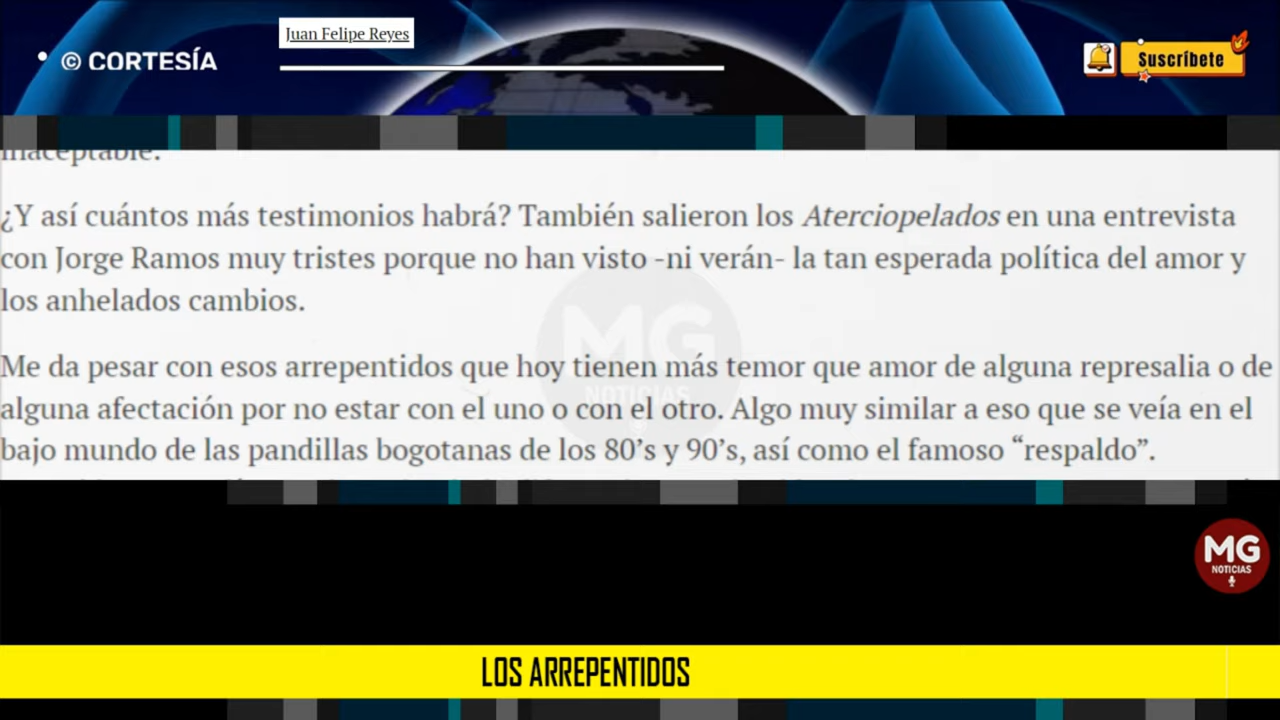 Juan Felipe Reyes
© CORTESÍA
Suscríbete
inaceptable.
¿Y así cuántos más testimonios habrá? También salieron los Aterciopelados en una entrevista
con Jorge Ramos muy tristes porque no han visto -ni verán- la tan esperada política del amor y
los anhelados cambios.
MG
NOTICIAS
Me da pesar con esos arrepentidos que hoy tienen más temor que amor de alguna represalia o de
alguna afectación por no estar con el uno o con el otro. Algo muy similar a eso que se veía en el
bajo mundo de las pandillas bogotanas de los 80’s y 90’s, así como el famoso “respaldo”.
MG
NOTICIAS
LOS ARREPENTIDOS